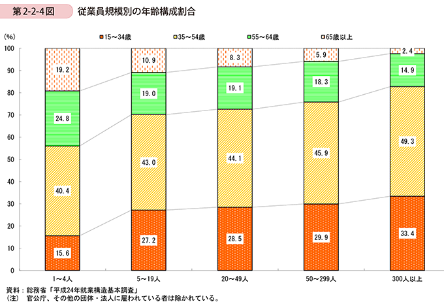 第2-2-4図 従業員規模別の年齢構成割合
(%)
15～34歳 35～54歳 55～64歳 65歳以上
100
90
80
70
60
50
40
30
20
10
0
19.2 10.9 8.3 5.9 2.4
24.8 19.0 19.1 18.3 14.9
40.4 43.0 44.1 45.9 49.3
15.6 27.2 28.5 29.9 33.4
1～4人 5～19人 20～49人 50～299人 300人以上
資料：総務省「平成24年就業構造基本調査」
（注） 官公庁、その他の団体・法人に雇われている者は除かれている。